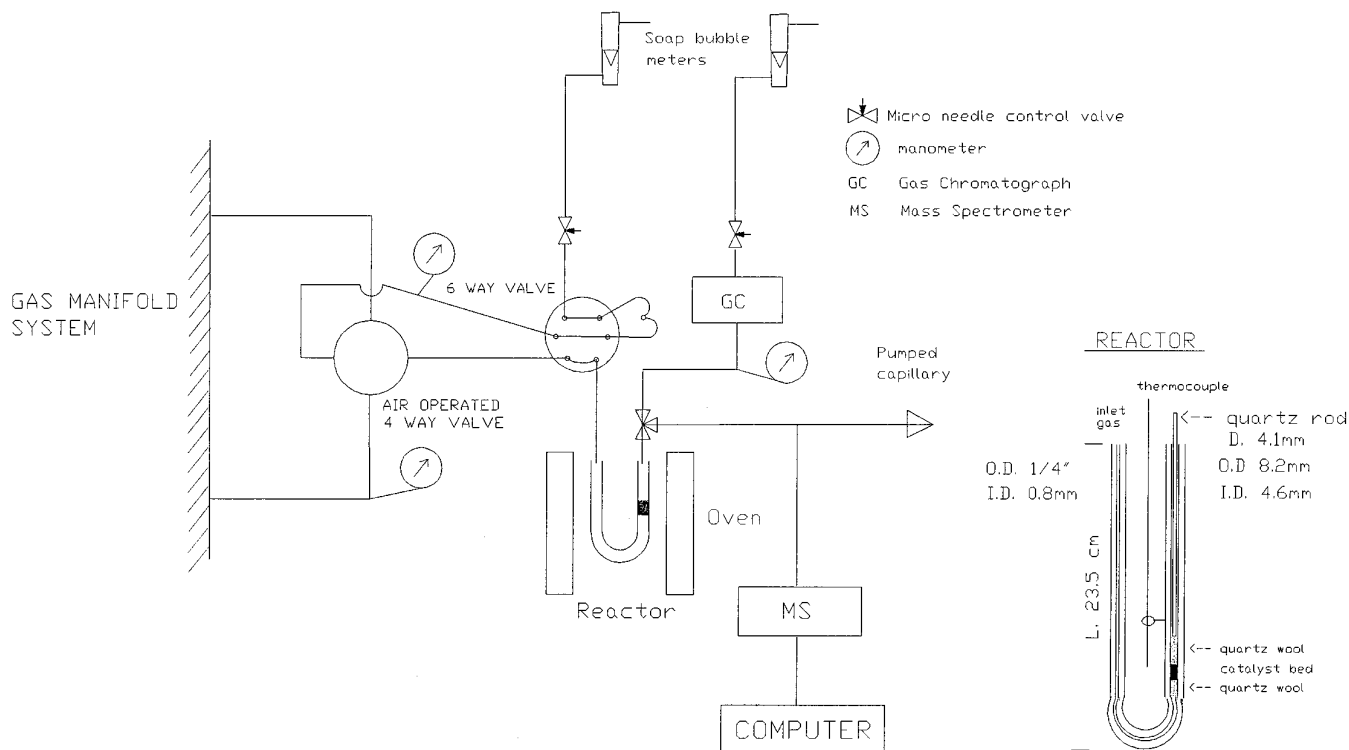 Soap bubble
meters
Micro needle control valve
manometer
GC Gas Chromatograph
MS Mass Spectrometer
GAS MANIFOLD
SYSTEM
6 WAY VALVE
AIR OPERATED
4 WAY VALVE
GC
Pumped
capillary
Oven
Reactor
MS
COMPUTER
REACTOR
thermocouple
inlet
gas
<-- quartz rod
D. 4.1mm
O.D. 1/4"
I.D. 0.8mm
O.D 8.2mm
I.D. 4.6mm
L. 23.5 cm
<-- quartz wool
catalyst bed
<-- quartz wool